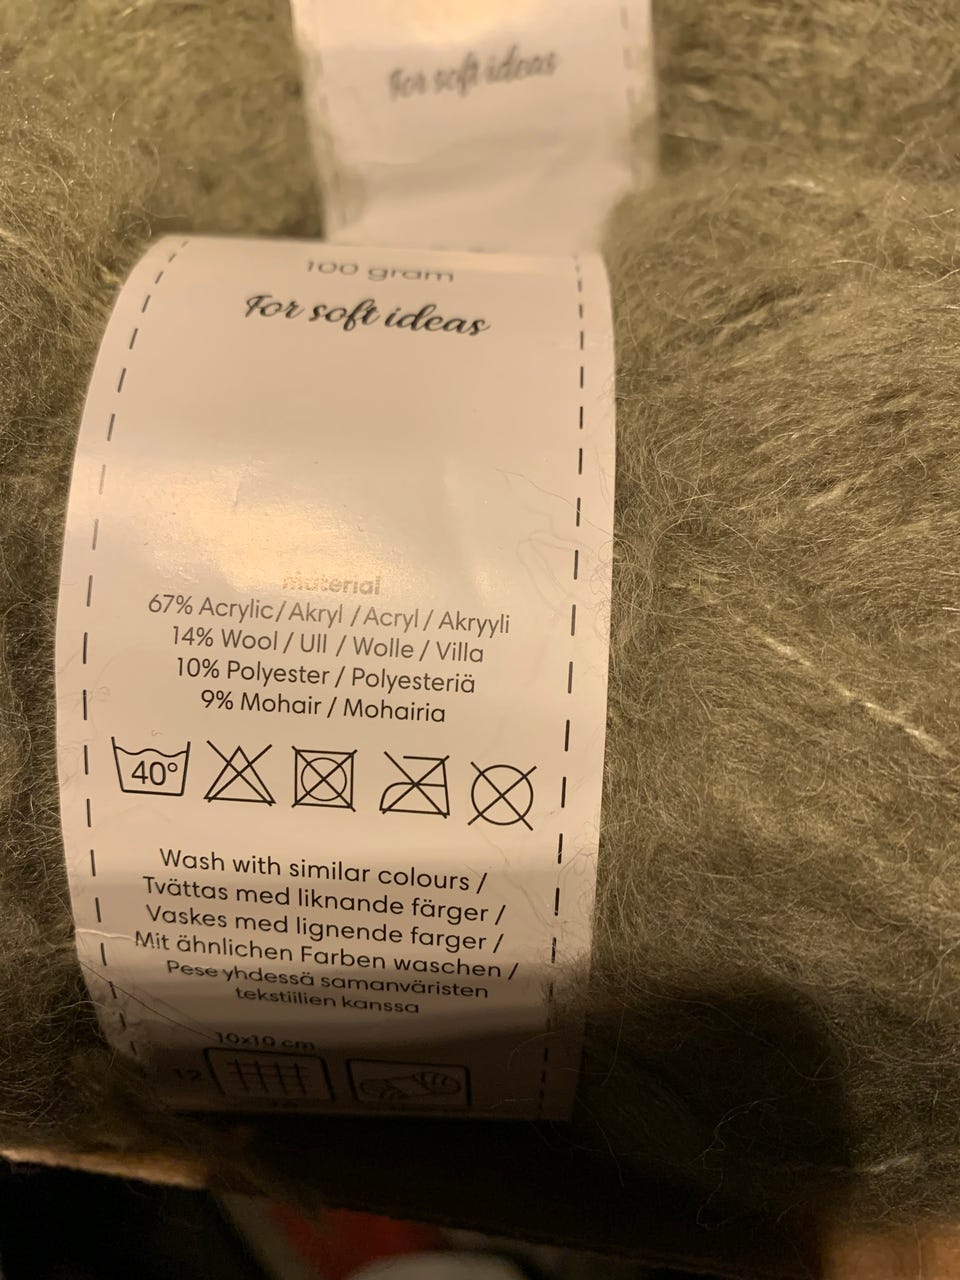 For soft ideas
100 gram
For soft ideas
Material
67% Acrylic / Akryl / Acryl / Akryyli
14% Wool / Ull / Wolle / Villa
10% Polyester / Polyesteriä
9% Mohair / Mohairia
40°
Wash with similar colours /
Tvättas med liknande färger /
Vaskes med lignende farger /
Mit ähnlichen Farben waschen /
Pese yhdessä samanväristen
tekstiilien kanssa
10x10 cm
12